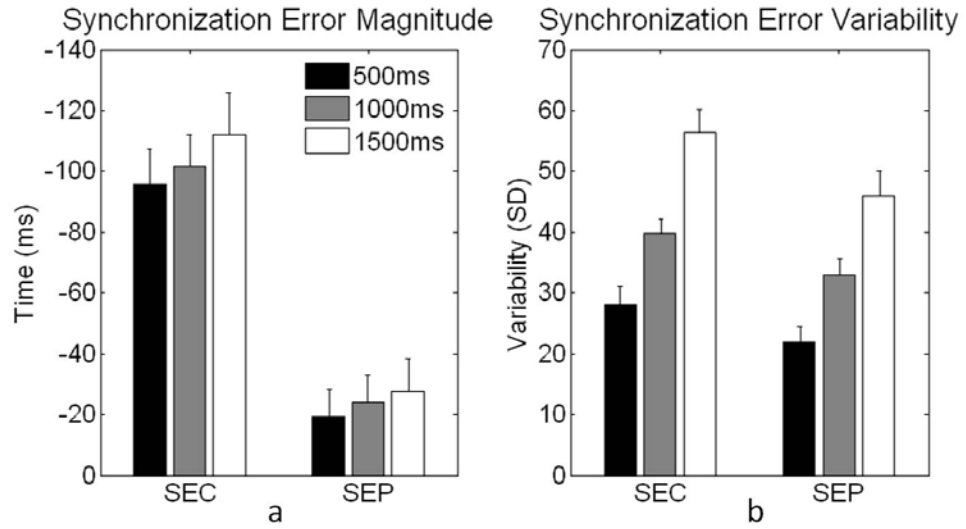 Synchronization Error Magnitude
Time (ms)
-140
-120
-100
-80
-60
-40
-20
0
500ms
1000ms
1500ms
SEC
SEP
a
Synchronization Error Variability
Variability (SD)
70
60
50
40
30
20
10
0
SEC
SEP
b